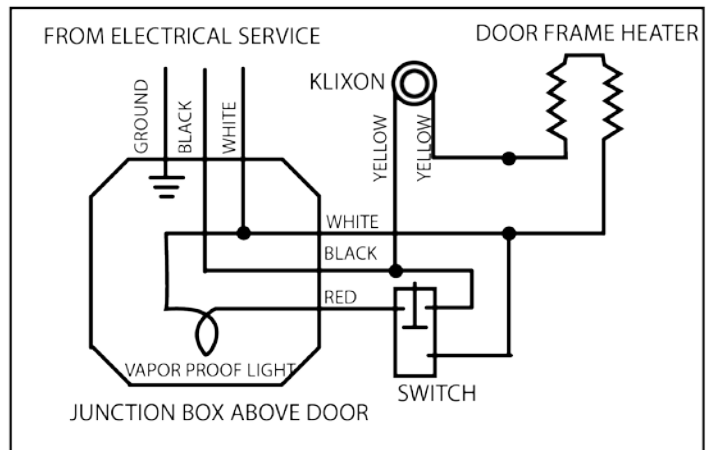 FROM ELECTRICAL SERVICE
DOOR FRAME HEATER
KLIXON
GROUND
BLACK
WHITE
YELLOW
YELLOW
WHITE
BLACK
RED
VAPOR PROOF LIGHT
SWITCH
JUNCTION BOX ABOVE DOOR